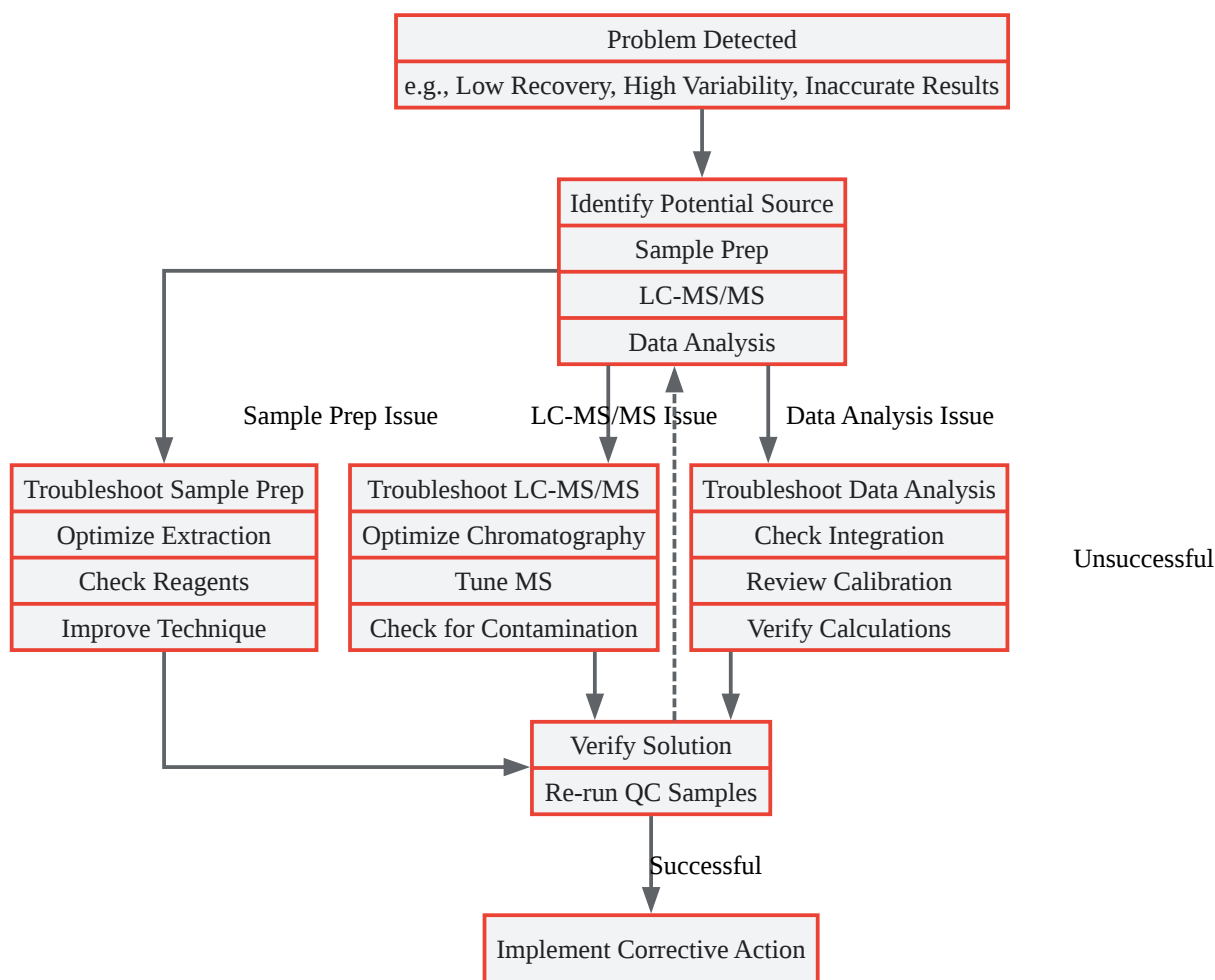 Problem Detected
e.g., Low Recovery, High Variability, Inaccurate Results
Identify Potential Source
Sample Prep
LC-MS/MS
Data Analysis
Sample Prep Issue
LC-MS/MS Issue
Data Analysis Issue
Troubleshoot Sample Prep
Optimize Extraction
Check Reagents
Improve Technique
Troubleshoot LC-MS/MS
Optimize Chromatography
Tune MS
Check for Contamination
Troubleshoot Data Analysis
Check Integration
Review Calibration
Verify Calculations
Unsuccessful
Verify Solution
Re-run QC Samples
Successful
Implement Corrective Action